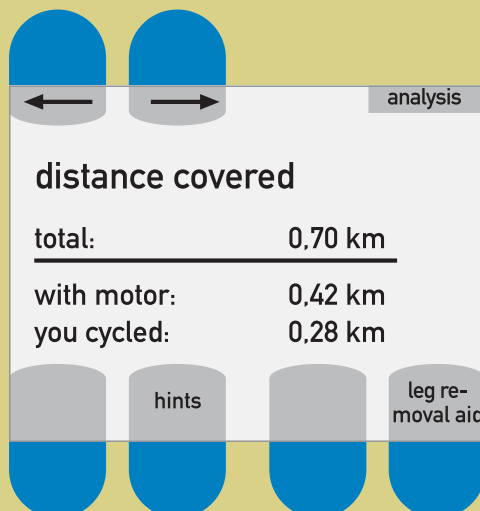 analysis
distance covered
total: 0,70 km
with motor: 0,42 km
you cycled: 0,28 km
hints
leg re-
moval aid